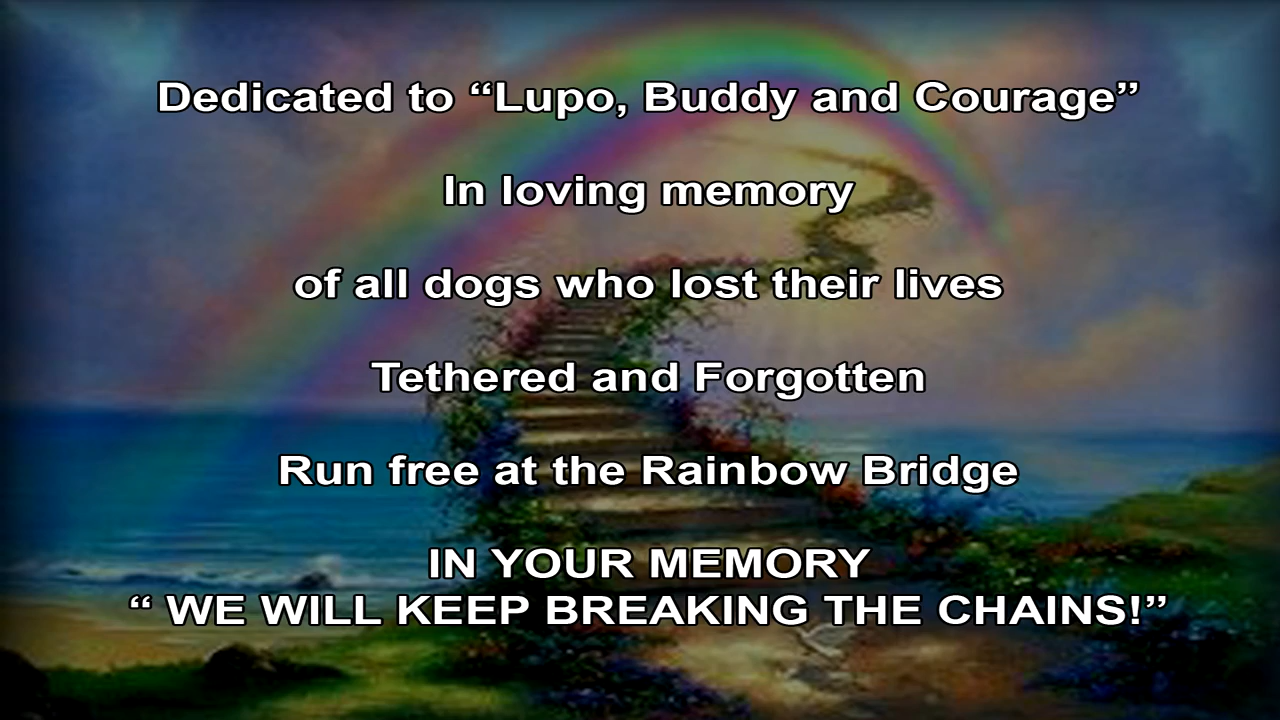 Dedicated to “Lupo, Buddy and Courage”
In loving memory
of all dogs who lost their lives
Tethered and Forgotten
Run free at the Rainbow Bridge
IN YOUR MEMORY
“ WE WILL KEEP BREAKING THE CHAINS!”